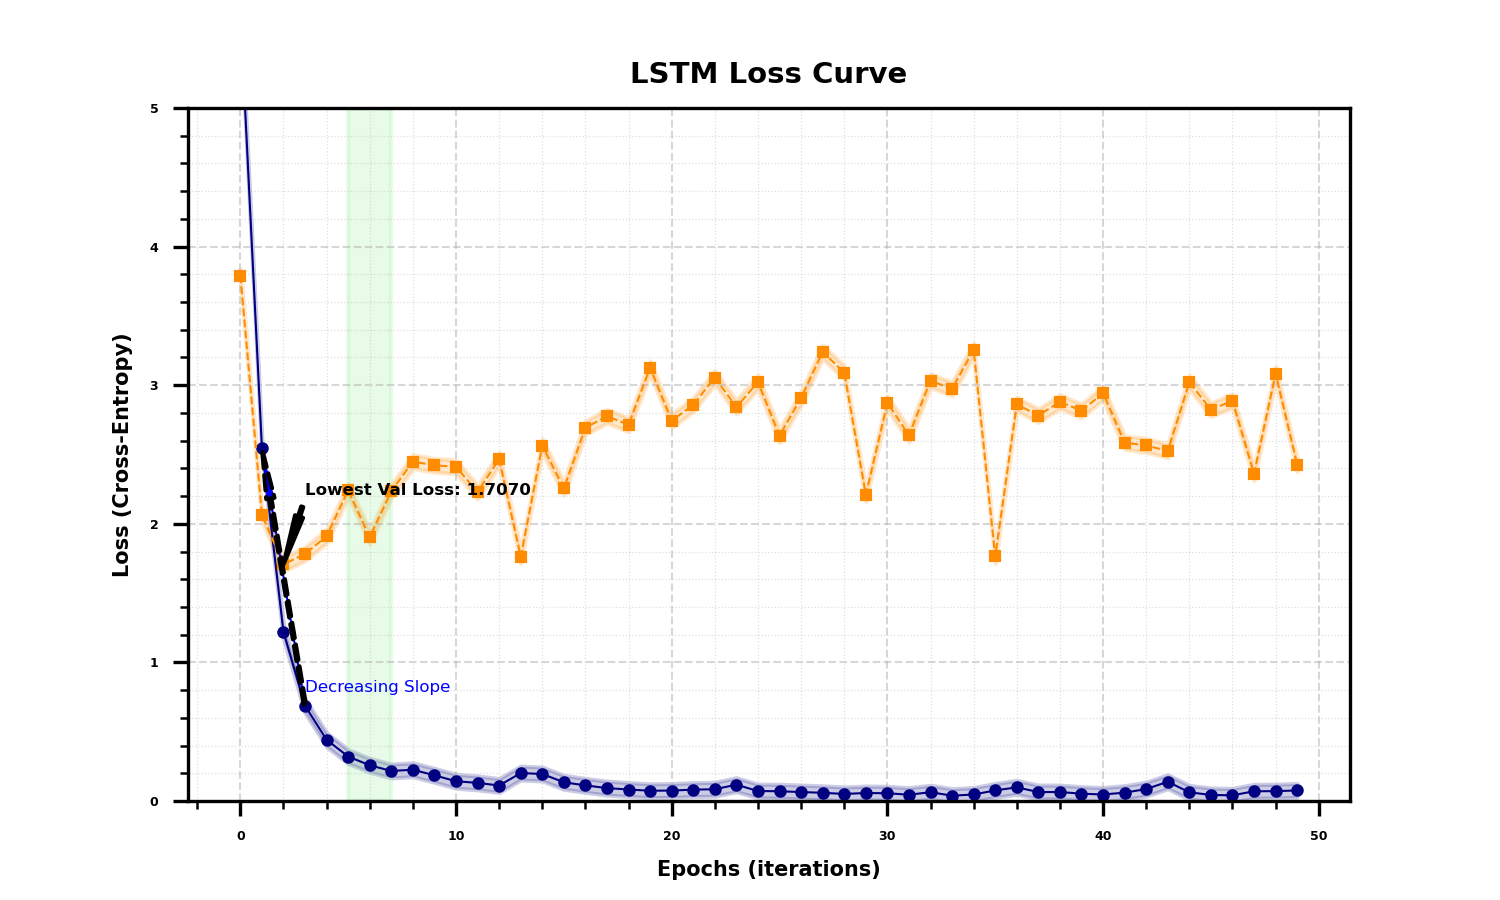 LSTM Loss Curve
5
4
3
2
1
0
Loss (Cross-Entropy)
Lowest Val Loss: 1.7070
Decreasing Slope
0 10 20 30 40 50
Epochs (iterations)